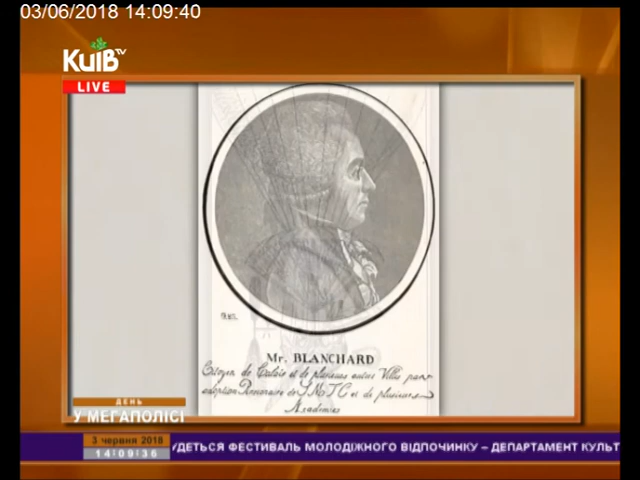 03/06/2018 14:09:40
КИЇВ TV
LIVE
Mr. BLANCHARD
Citoyen de Calais et de plusieurs autres Villes par
adoption Pensionaire de S.M.T.C et de plusieurs
Academies
ДЕНЬ
У МЕГАПОЛІСІ
3 червня 2018
14:09:36
УДЕТЬСЯ ФЕСТИВАЛЬ МОЛОДІЖНОГО ВІДПОЧИНКУ – ДЕПАРТАМЕНТ КУЛЬТ